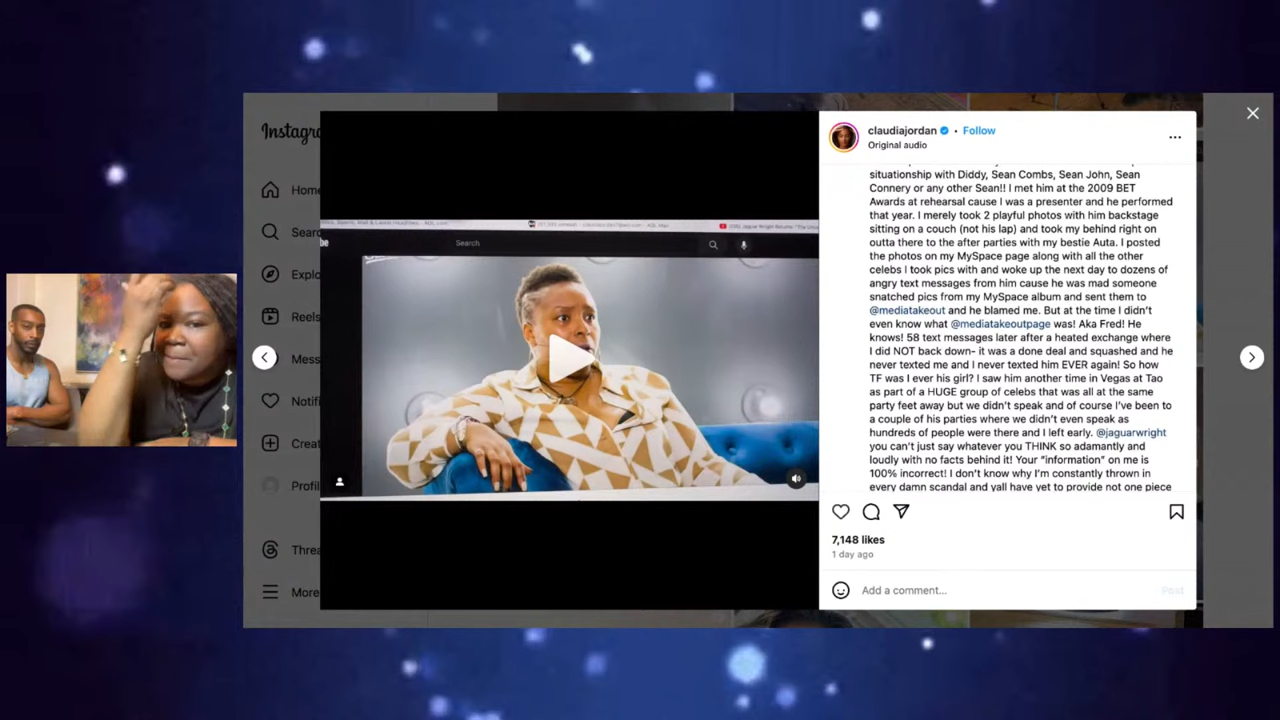 Instagra
Home
Searc
Explo
Reels
Mess
Notifi
Creat
Profil
Threa
More
be
Search
claudiajordan • Follow
Original audio
situationship with Diddy, Sean Combs, Sean John, Sean
Connery or any other Sean!! I met him at the 2009 BET
Awards at rehearsal cause I was a presenter and he performed
that year. I merely took 2 playful photos with him backstage
sitting on a couch (not his lap) and took my behind right on
outta there to the after parties with my bestie Auta. I posted
the photos on my MySpace page along with all the other
celebs I took pics with and woke up the next day to dozens of
angry text messages from him cause he was mad someone
snatched pics from my MySpace album and sent them to
@mediatakeout and he blamed me. But at the time I didn't
even know what @mediatakeoutpage was! Aka Fred! He
knows! 58 text messages later after a heated exchange where
I did NOT back down- it was a done deal and squashed and he
never texted me and I never texted him EVER again! So how
TF was I ever his girl? I saw him another time in Vegas at Tao
as part of a HUGE group of celebs that was all at the same
party feet away but we didn't speak and of course I've been to
a couple of his parties where we didn't even speak as
hundreds of people were there and I left early. @jaguarwright
you can't just say whatever you THINK so adamantly and
loudly with no facts behind it! Your "information" on me is
100% incorrect! I don't know why I'm constantly thrown in
every damn scandal and yall have yet to provide not one piece
7,148 likes
1 day ago
Add a comment...
Post